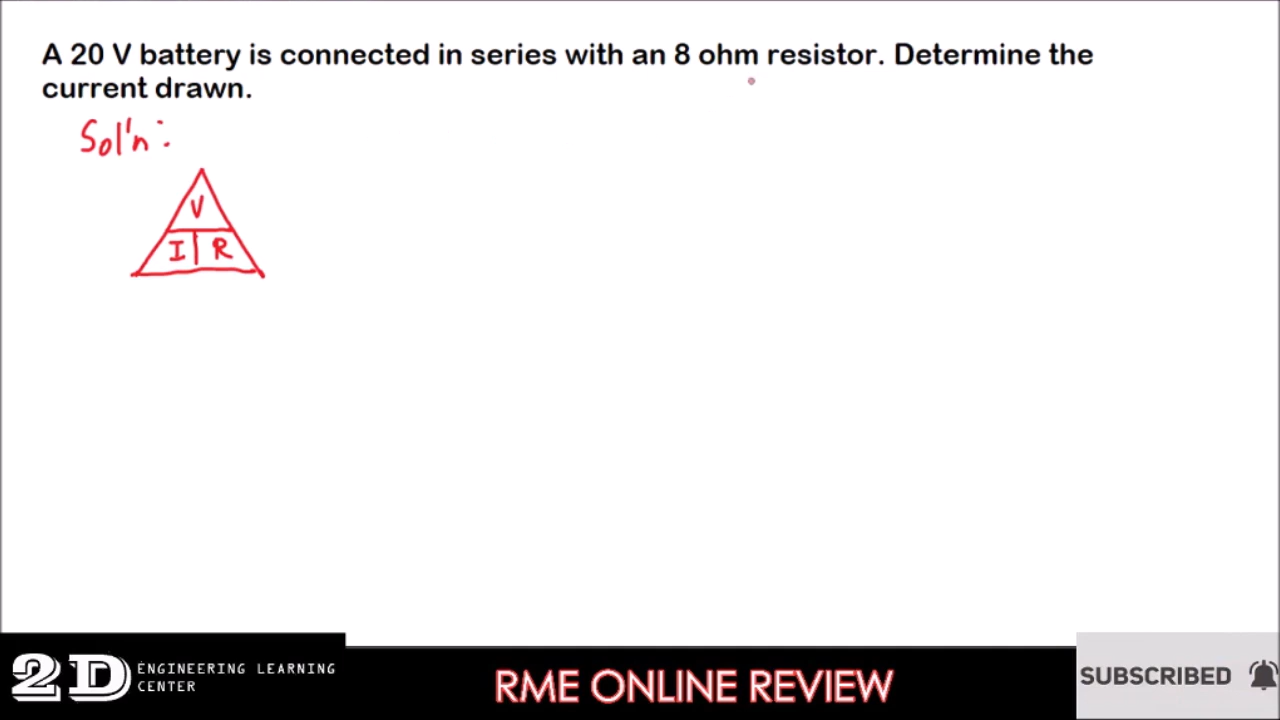 A 20 V battery is connected in series with an 8 ohm resistor. Determine the
current drawn.
Sol'n:
V
I R
2D ENGINEERING LEARNING
CENTER
RME ONLINE REVIEW
SUBSCRIBED